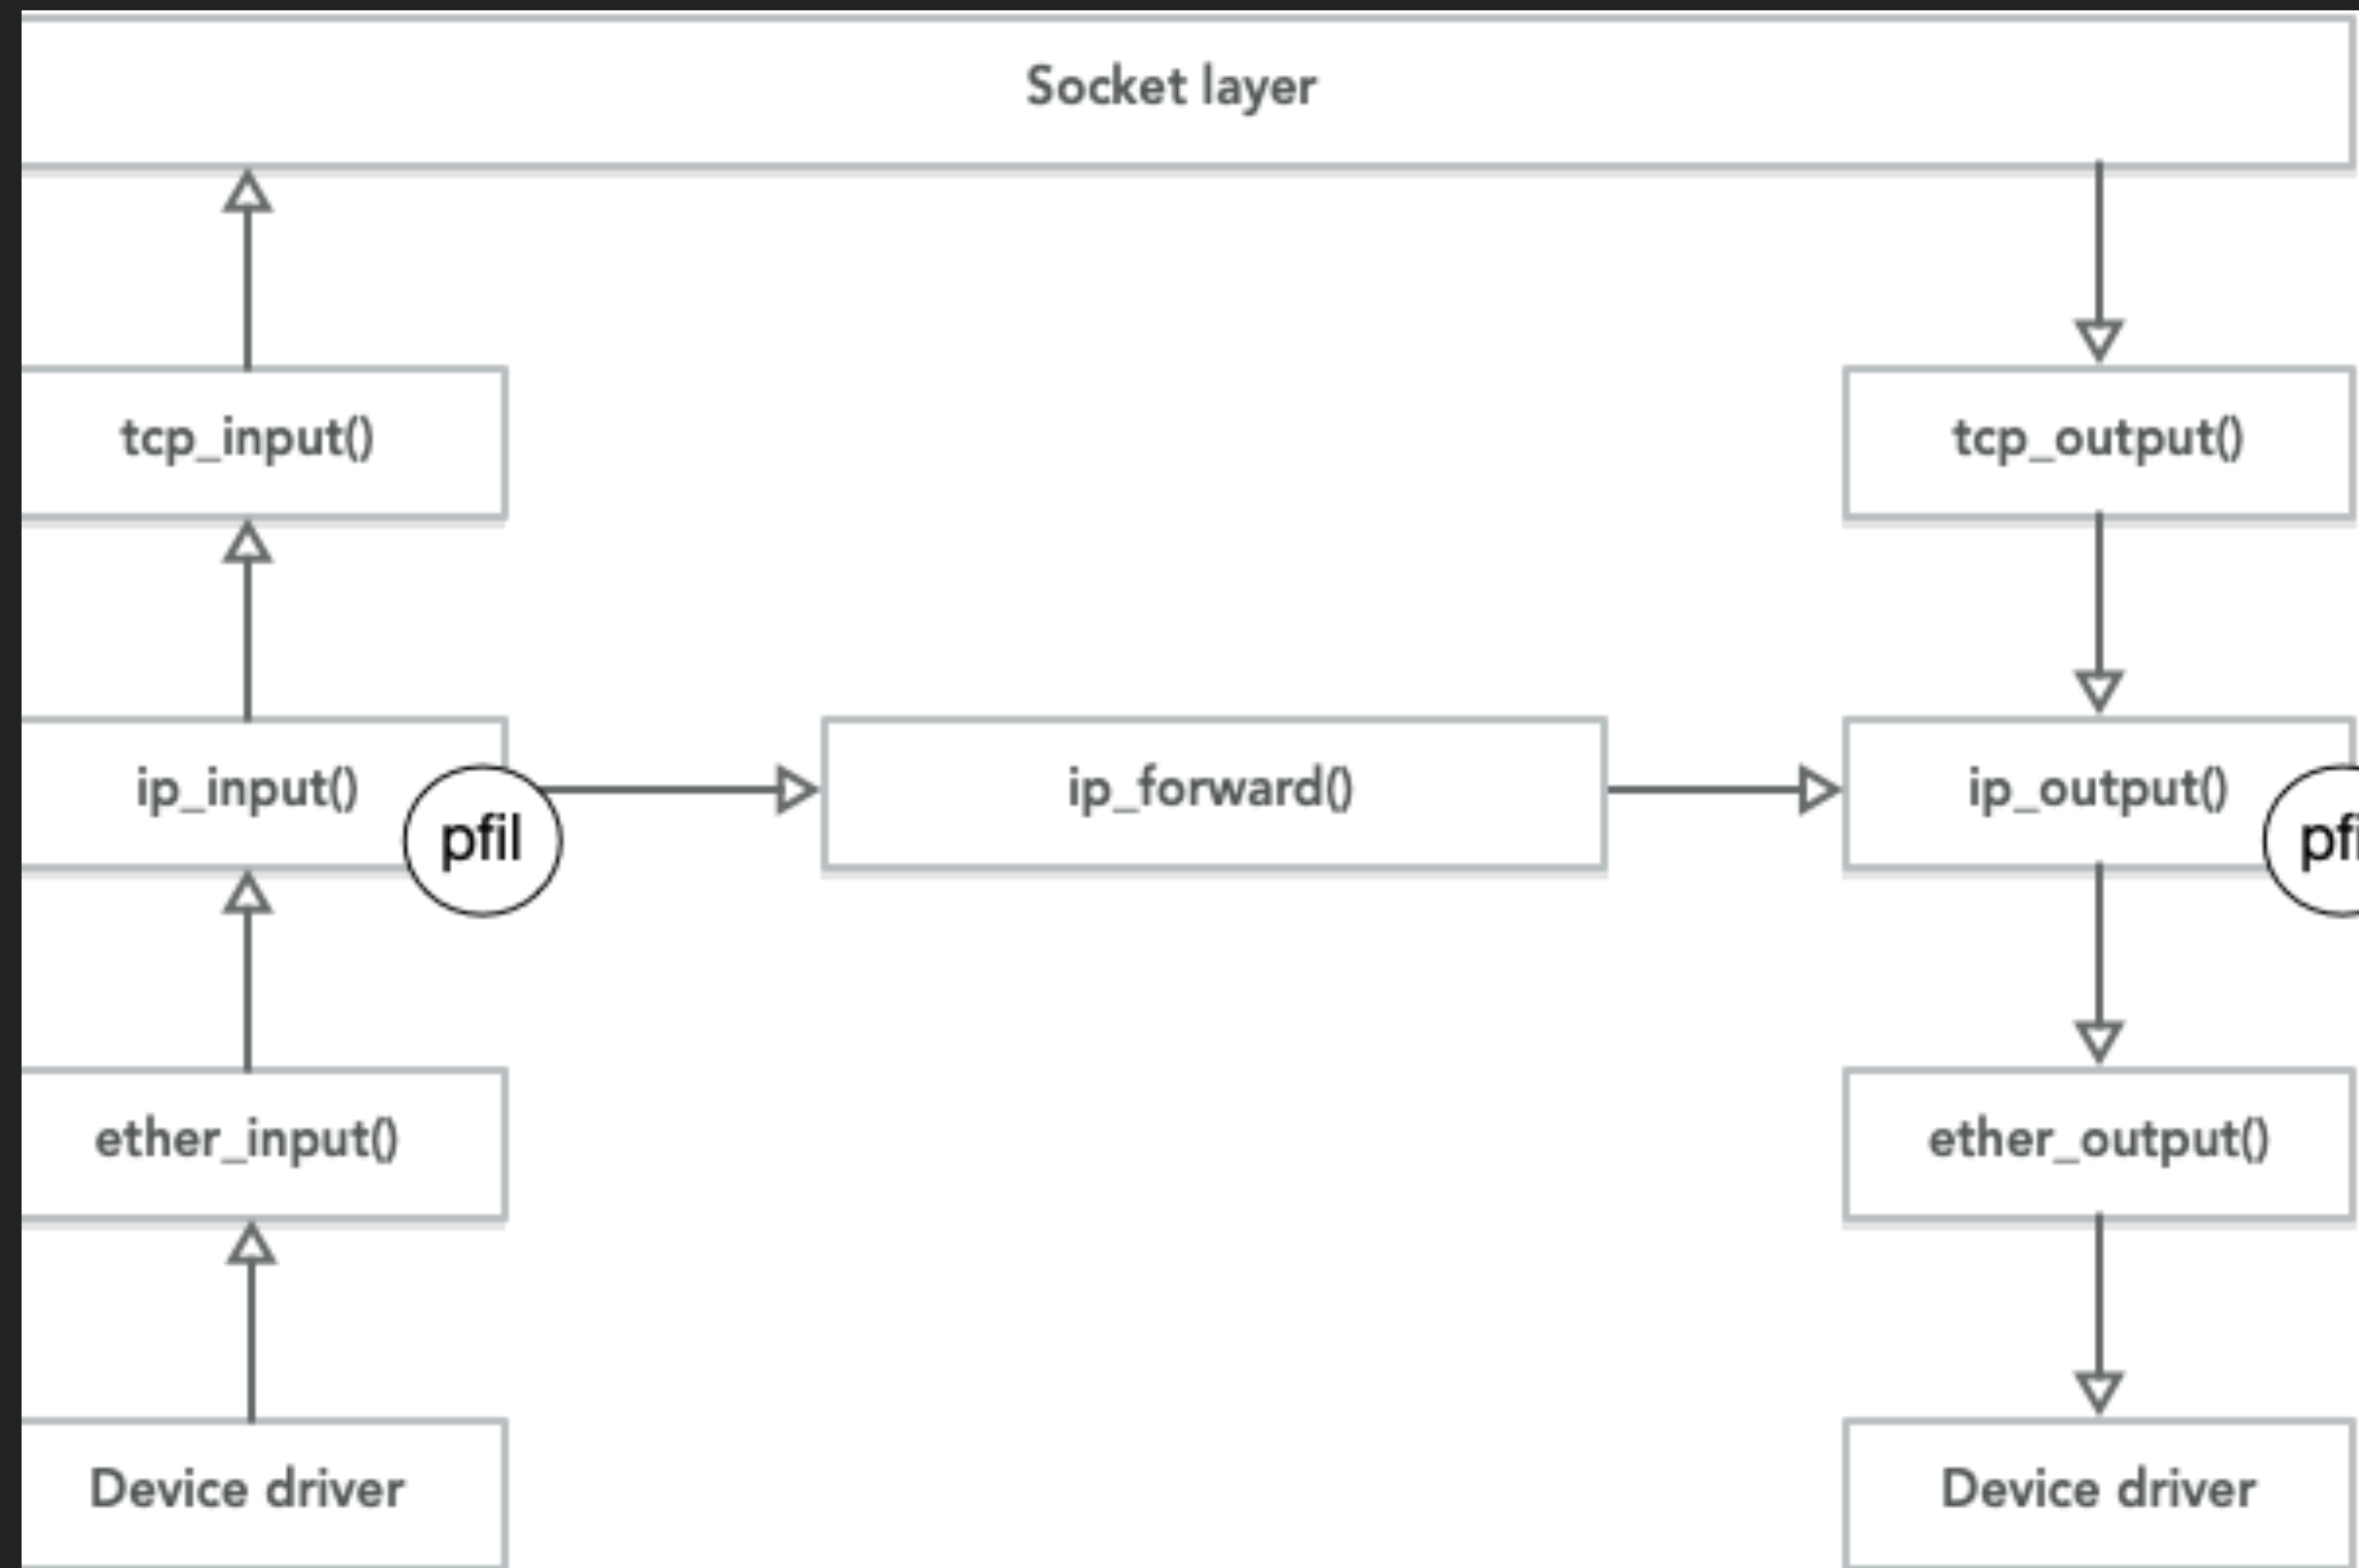 Socket layer
tcp_input()
tcp_output()
ip_input()
pfil
ip_forward()
ip_output()
ether_input()
ether_output()
Device driver
Device driver